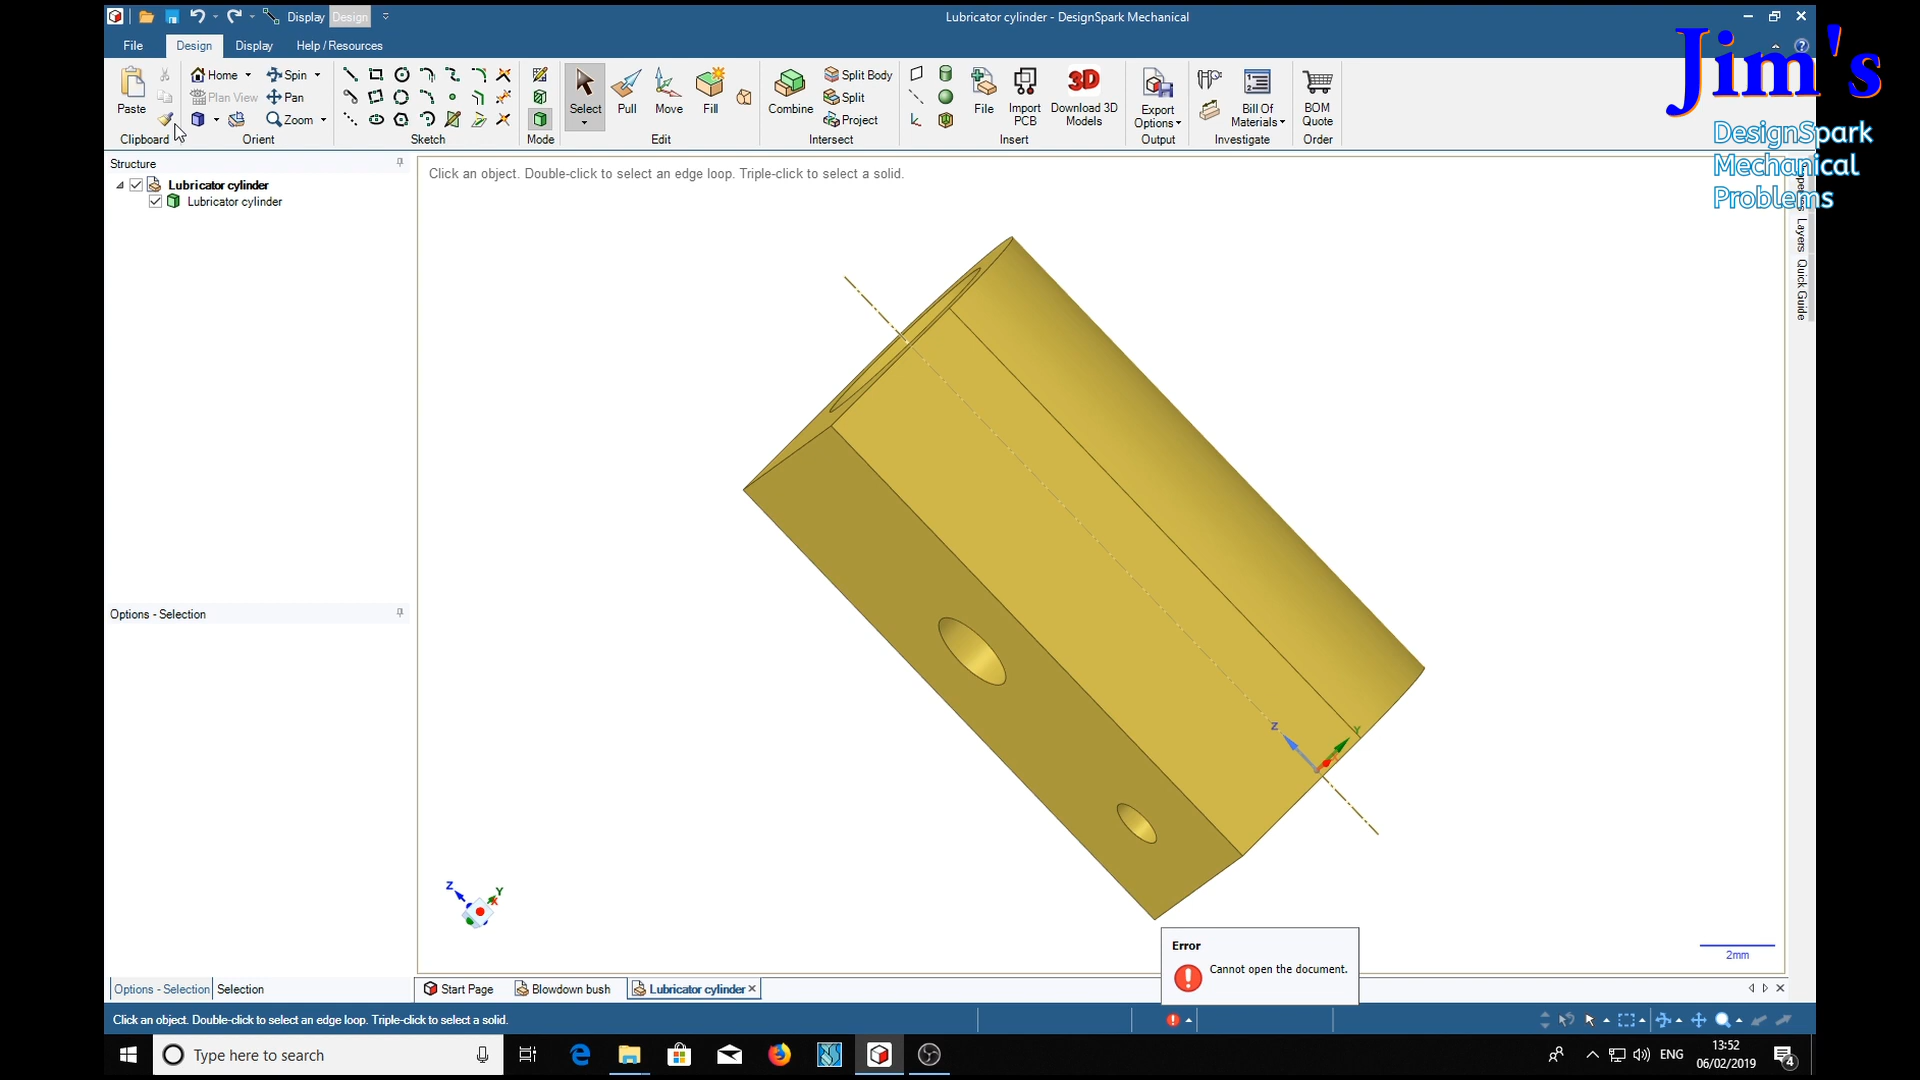 Display Design
Lubricator cylinder - DesignSpark Mechanical
File Design Display Help / Resources
Jim's
DesignSpark
Mechanical
Problems
Paste
Clipboard
Home
Plan View
Spin
Pan
Zoom
Orient
Sketch
Mode
Select
Pull
Move
Fill
Edit
Combine
Split Body
Split
Project
Intersect
File
Import
PCB
Download 3D
Models
Insert
Export
Options
Output
Bill Of
Materials
Investigate
BOM
Quote
Order
Structure
Lubricator cylinder
Lubricator cylinder
Click an object. Double-click to select an edge loop. Triple-click to select a solid.
Layers
Quick Guide
Options - Selection
Z
Y
Z
Y
2mm
Error
Cannot open the document.
Options - Selection Selection
Start Page Blowdown bush Lubricator cylinder
Click an object. Double-click to select an edge loop. Triple-click to select a solid.
Type here to search
ENG
13:52
06/02/2019
4